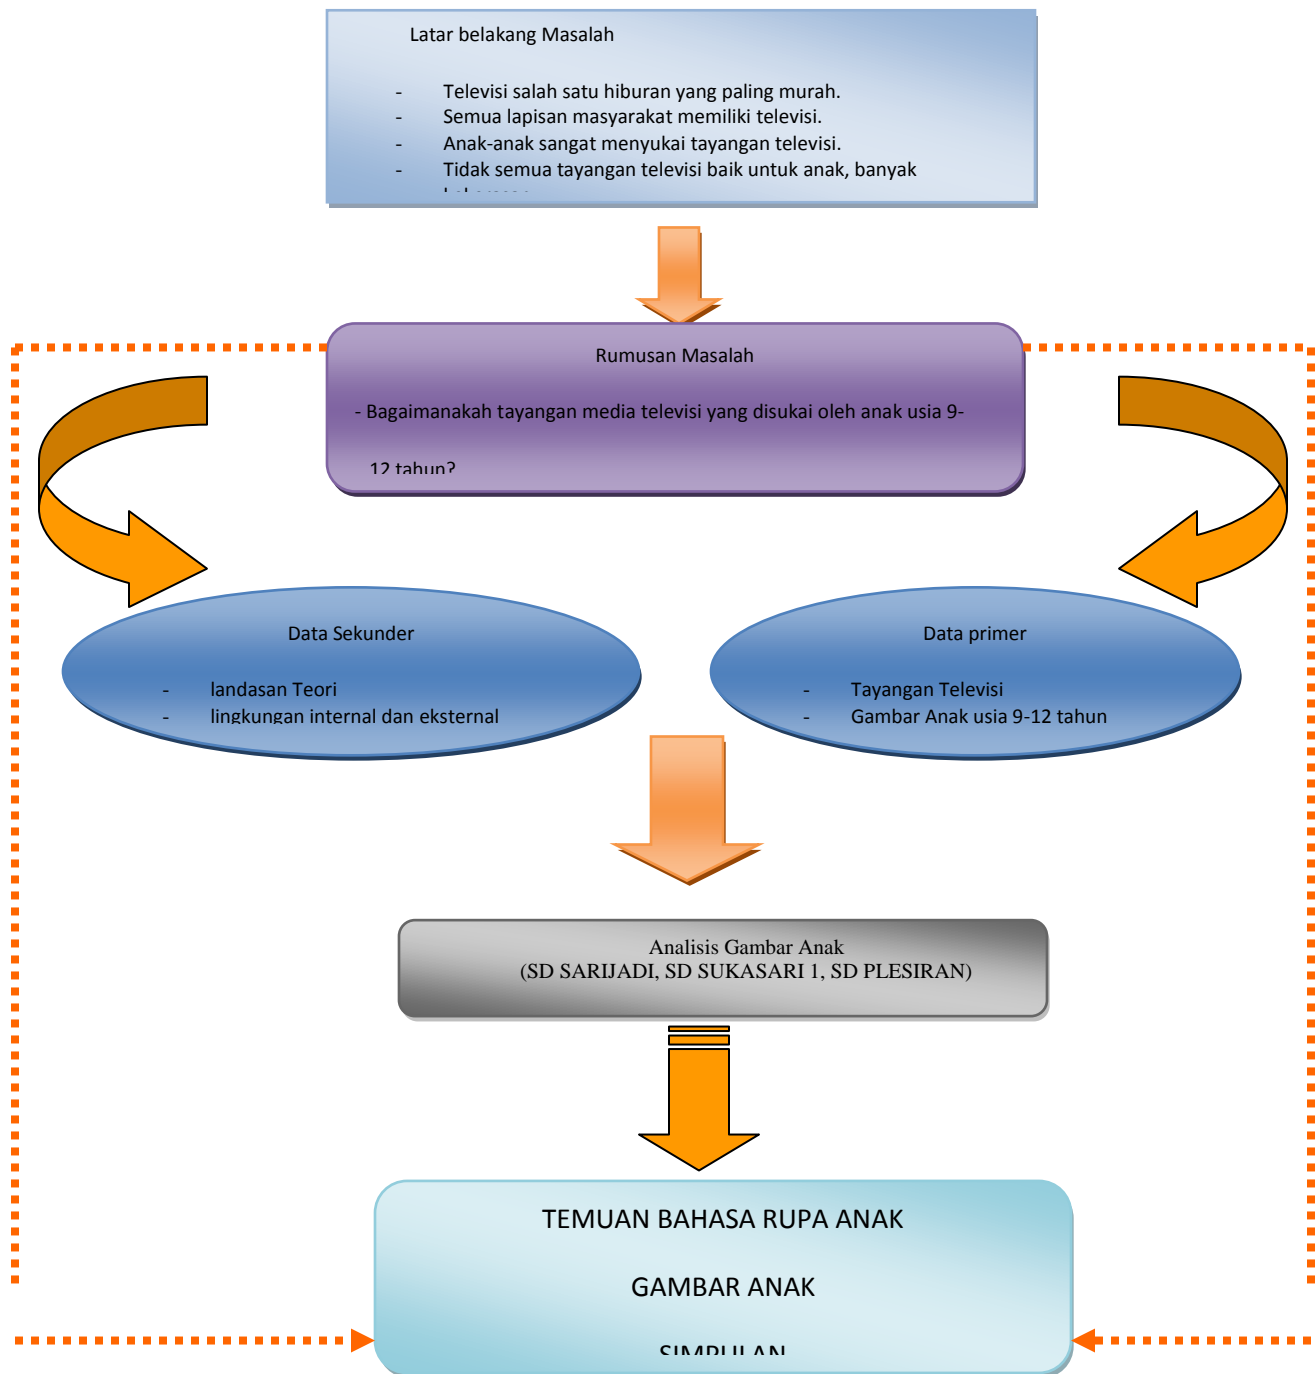 Latar belakang Masalah
- Televisi salah satu hiburan yang paling murah.
- Semua lapisan masyarakat memiliki televisi.
- Anak-anak sangat menyukai tayangan televisi.
- Tidak semua tayangan televisi baik untuk anak, banyak
Rumusan Masalah
- Bagaimanakah tayangan media televisi yang disukai oleh anak usia 9-
12 tahun?
Data Sekunder
- landasan Teori
- lingkungan internal dan eksternal
Data primer
- Tayangan Televisi
- Gambar Anak usia 9-12 tahun
Analisis Gambar Anak
(SD SARIJADI, SD SUKASARI 1, SD PLESIRAN)
TEMUAN BAHASA RUPA ANAK
GAMBAR ANAK
SIMPULAN